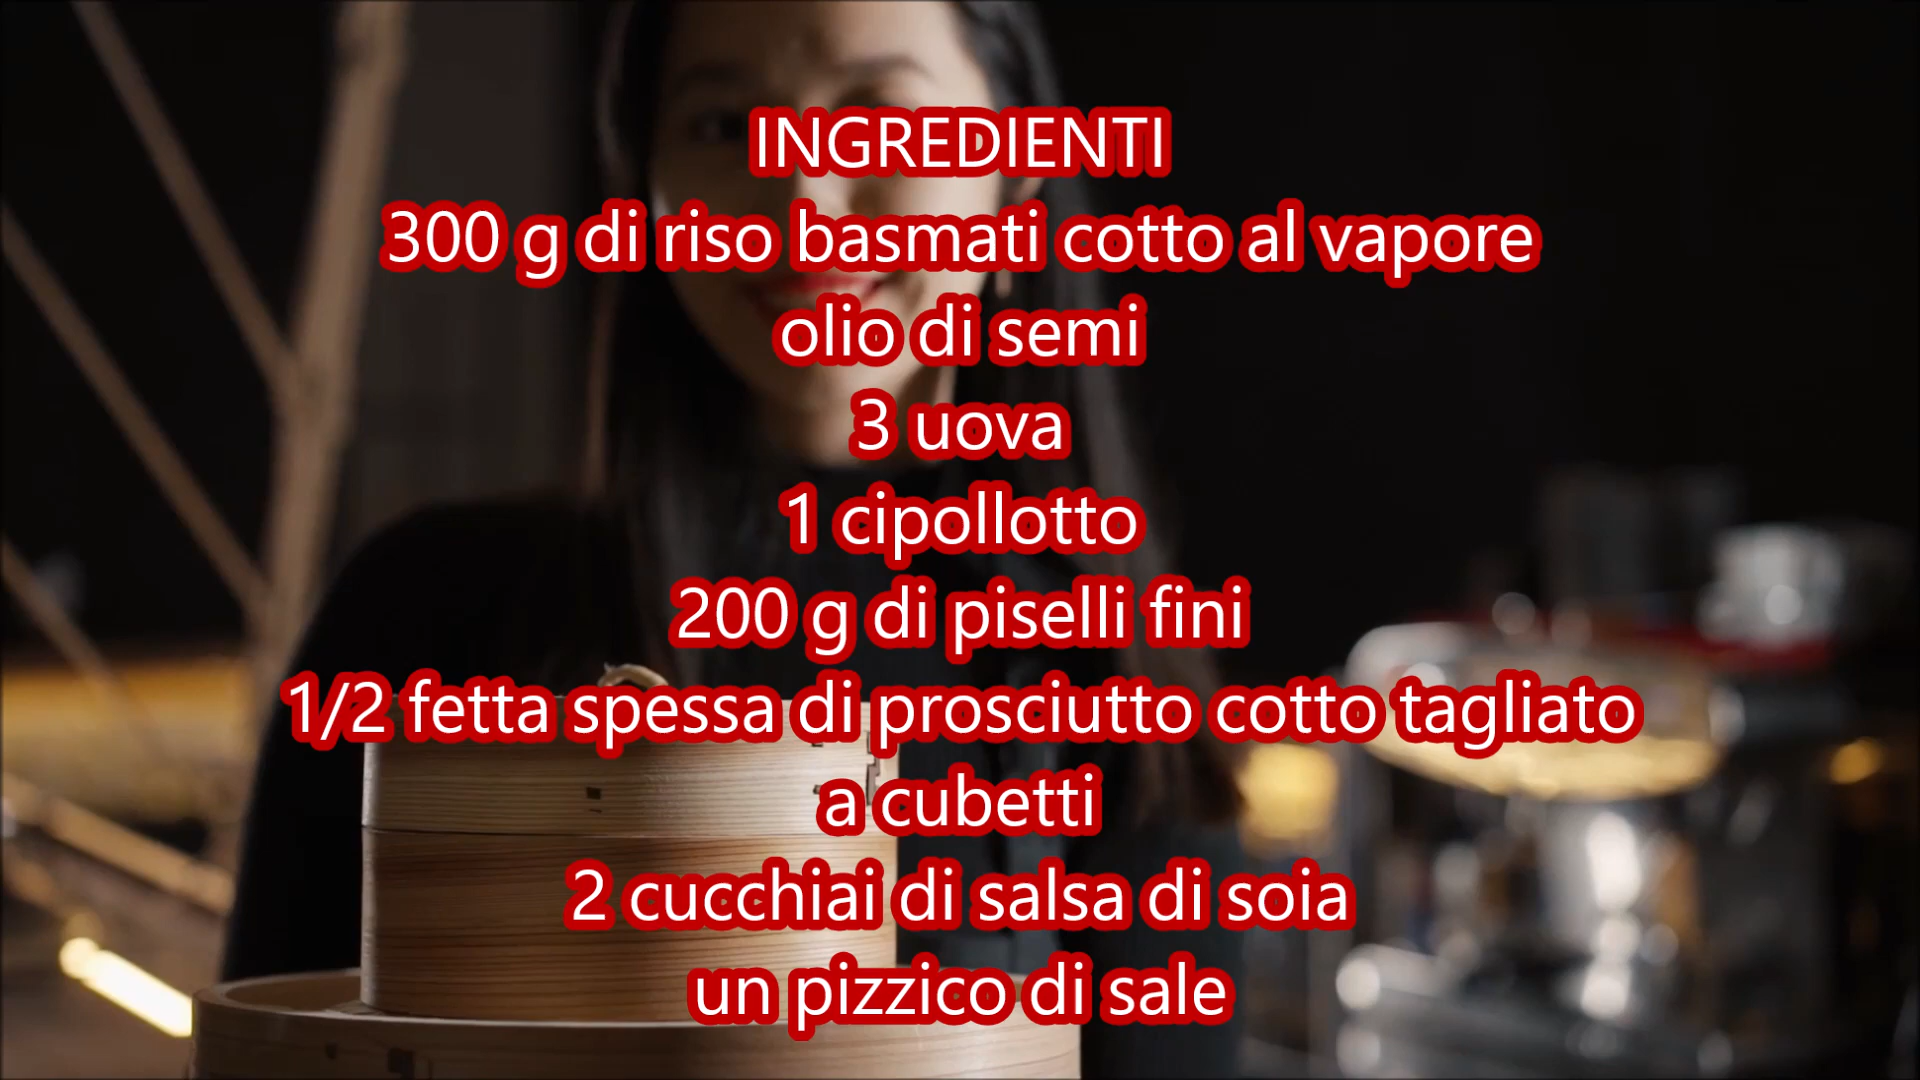 INGREDIENTI
300 g di riso basmati cotto al vapore
olio di semi
3 uova
1 cipollotto
200 g di piselli fini
1/2 fetta spessa di prosciutto cotto tagliato
a cubetti
2 cucchiai di salsa di soia
un pizzico di sale